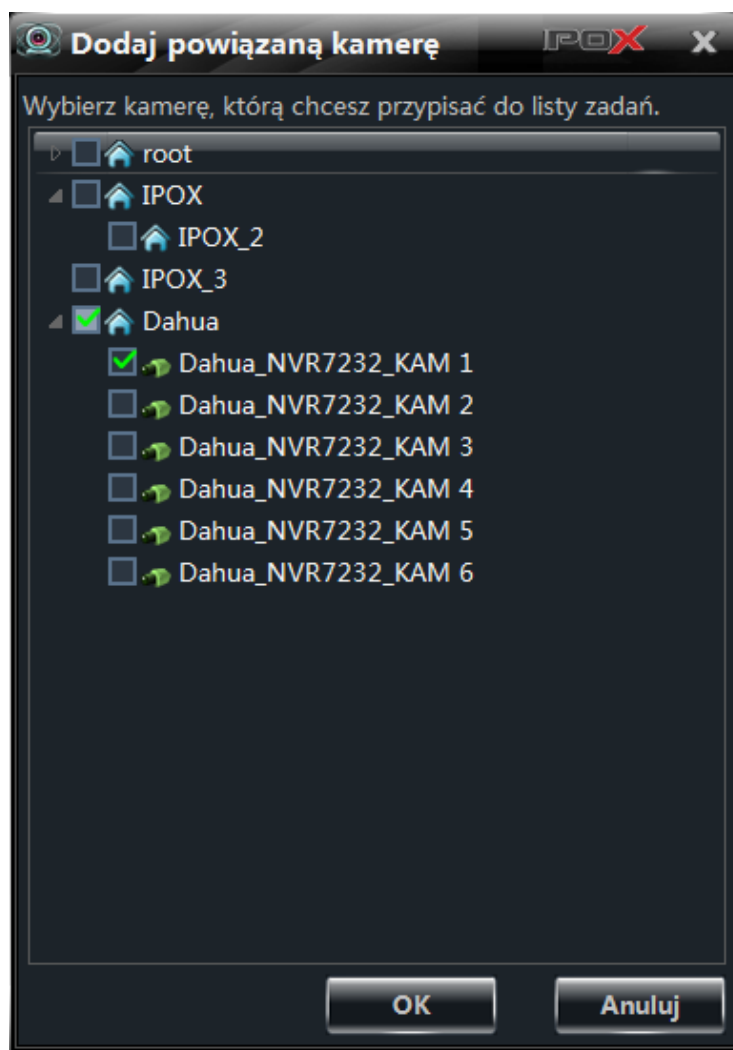 Dodaj powiązaną kamerę IPOX
Wybierz kamerę, którą chcesz przypisać do listy zadań.
root
IPOX
IPOX_2
IPOX_3
Dahua
Dahua_NVR7232_KAM 1
Dahua_NVR7232_KAM 2
Dahua_NVR7232_KAM 3
Dahua_NVR7232_KAM 4
Dahua_NVR7232_KAM 5
Dahua_NVR7232_KAM 6
OK Anuluj